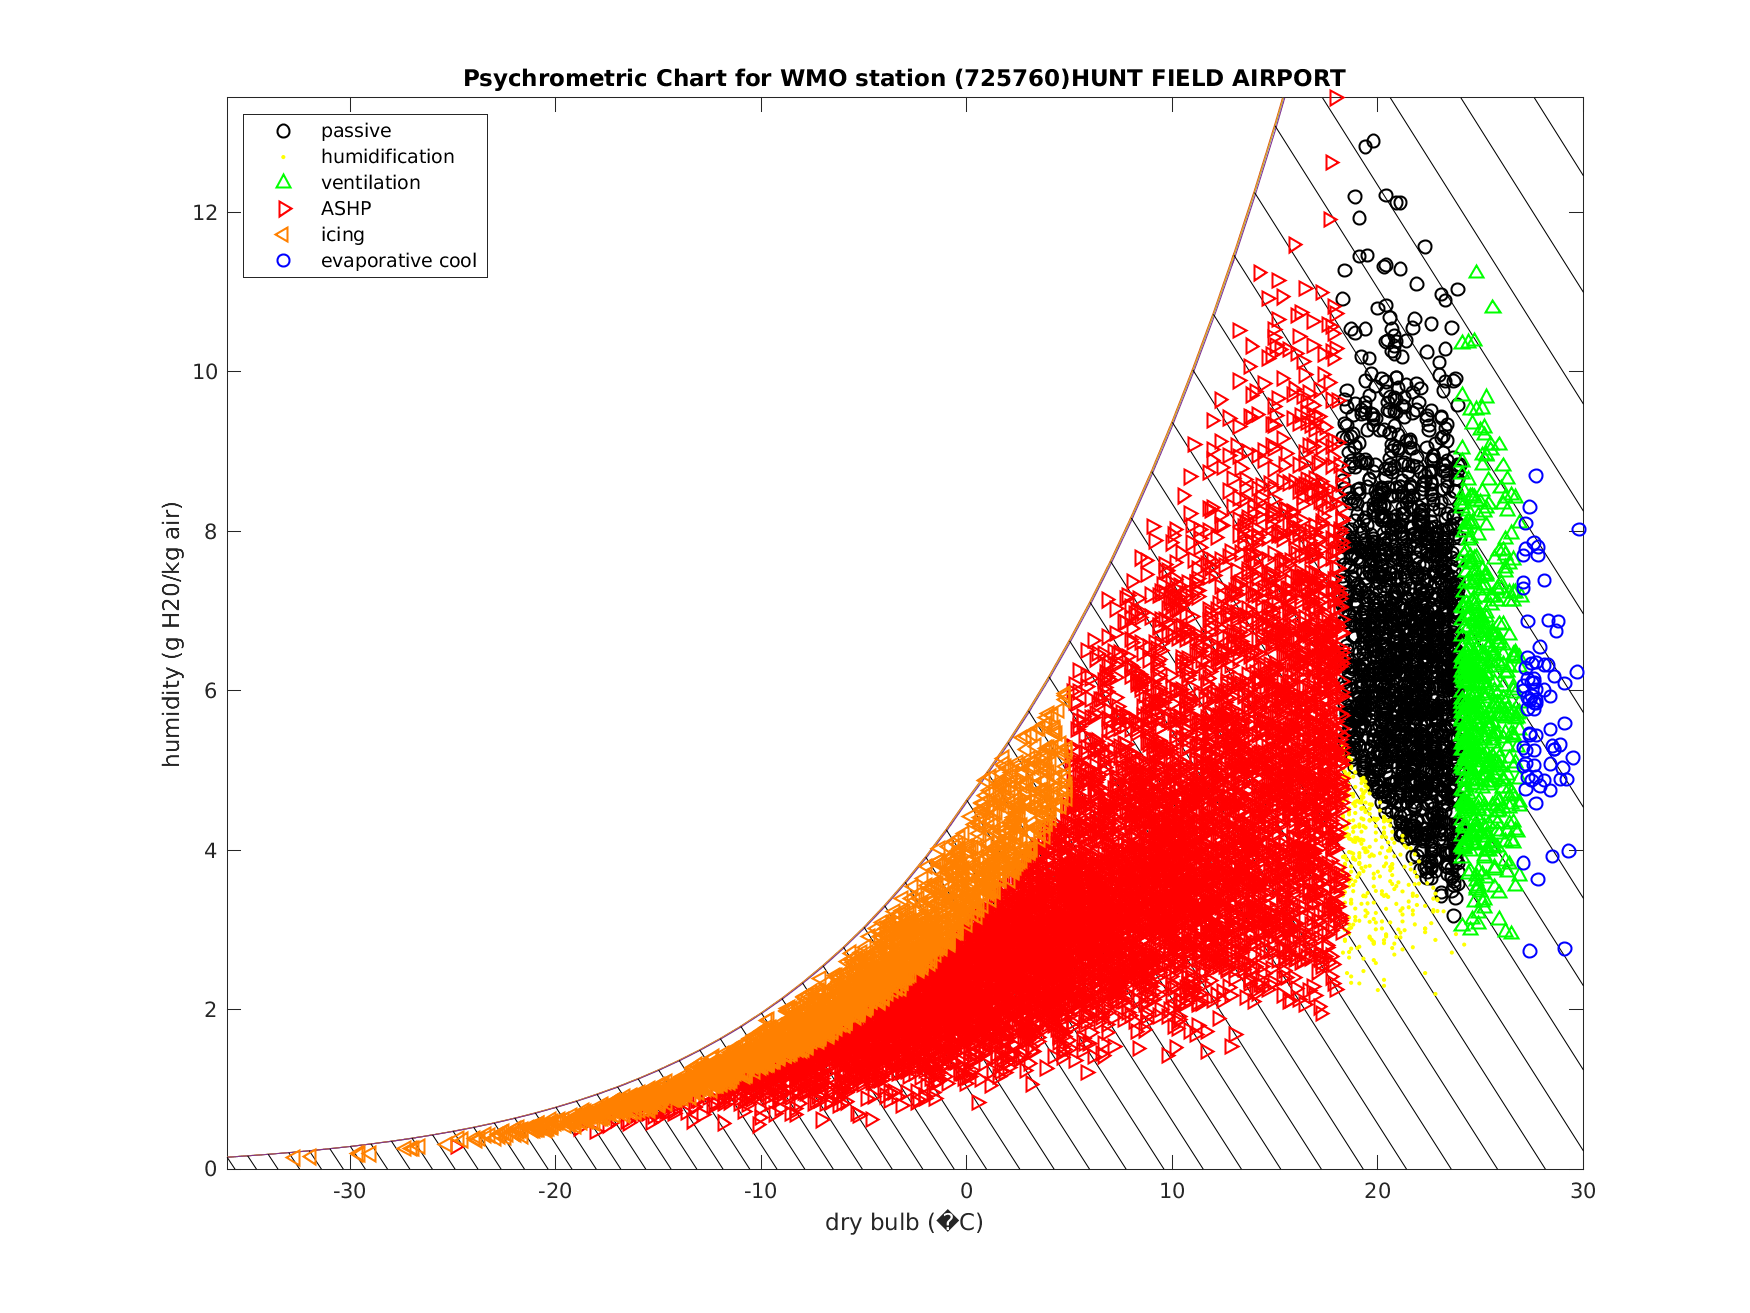 Psychrometric Chart for WMO station (725760)HUNT FIELD AIRPORT
passive
humidification
ventilation
ASHP
icing
evaporative cool
humidity (g H20/kg air)
12
10
8
6
4
2
0
-30 -20 -10 0 10 20 30
dry bulb (�C)